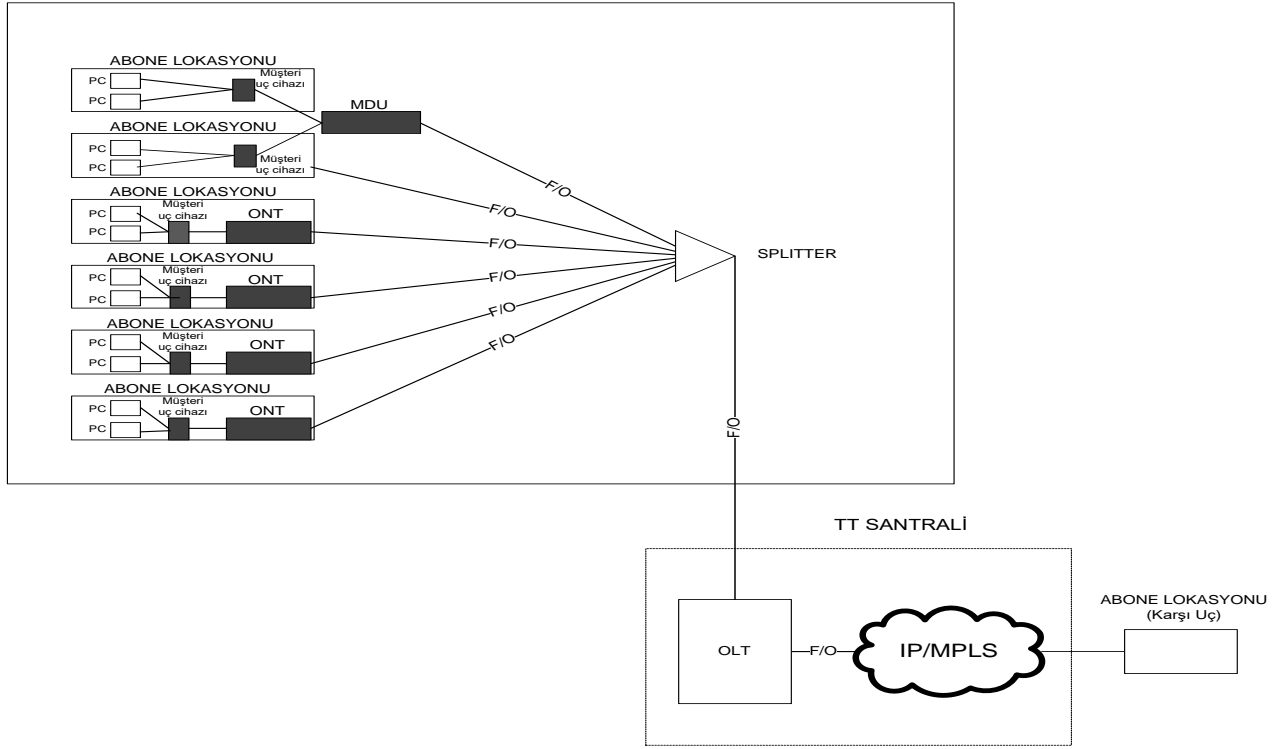 ABONE LOKASYONU
PC
PC
Müşteri
uç cihazı
MDU
ABONE LOKASYONU
PC
PC
Müşteri
uç cihazı
ABONE LOKASYONU
PC
PC
Müşteri
uç cihazı
ONT
ABONE LOKASYONU
PC
PC
Müşteri
uç cihazı
ONT
ABONE LOKASYONU
PC
PC
Müşteri
uç cihazı
ONT
ABONE LOKASYONU
PC
PC
Müşteri
uç cihazı
ONT
F/O
F/O
F/O
F/O
F/O
F/O
SPLITTER
F/O
TT SANTRALİ
OLT
F/O
IP/MPLS
ABONE LOKASYONU
(Karşı Uç)